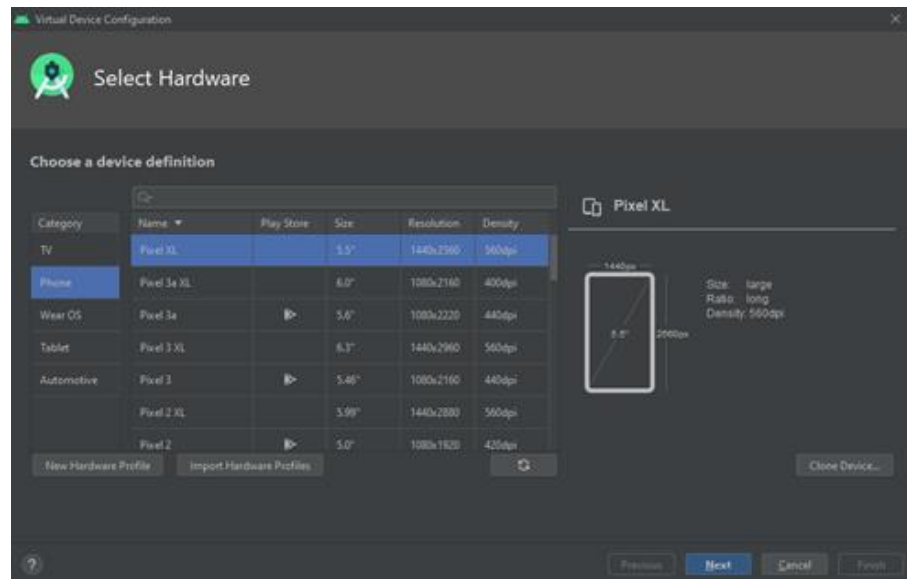 Virtual Device Configuration
Select Hardware
Choose a device definition
Category
Name Play Store Size Resolution Density
TV
Phone
Wear OS
Tablet
Automotive
Pixel XL 5.5" 1440x2560 560dpi
Pixel 3a XL 6.0" 1080x2160 400dpi
Pixel 3a 5.6" 1080x2220 440dpi
Pixel 3 XL 6.3" 1440x2960 560dpi
Pixel 3 5.46" 1080x2160 440dpi
Pixel 2 XL 5.99" 1440x2880 560dpi
Pixel 2 5.0" 1080x1920 420dpi
New Hardware Profile Import Hardware Profiles
Pixel XL
1440px
5.5"
2560px
Size: large
Ratio: long
Density: 560dpi
Clone Device...
?
Previous Next Cancel Finish